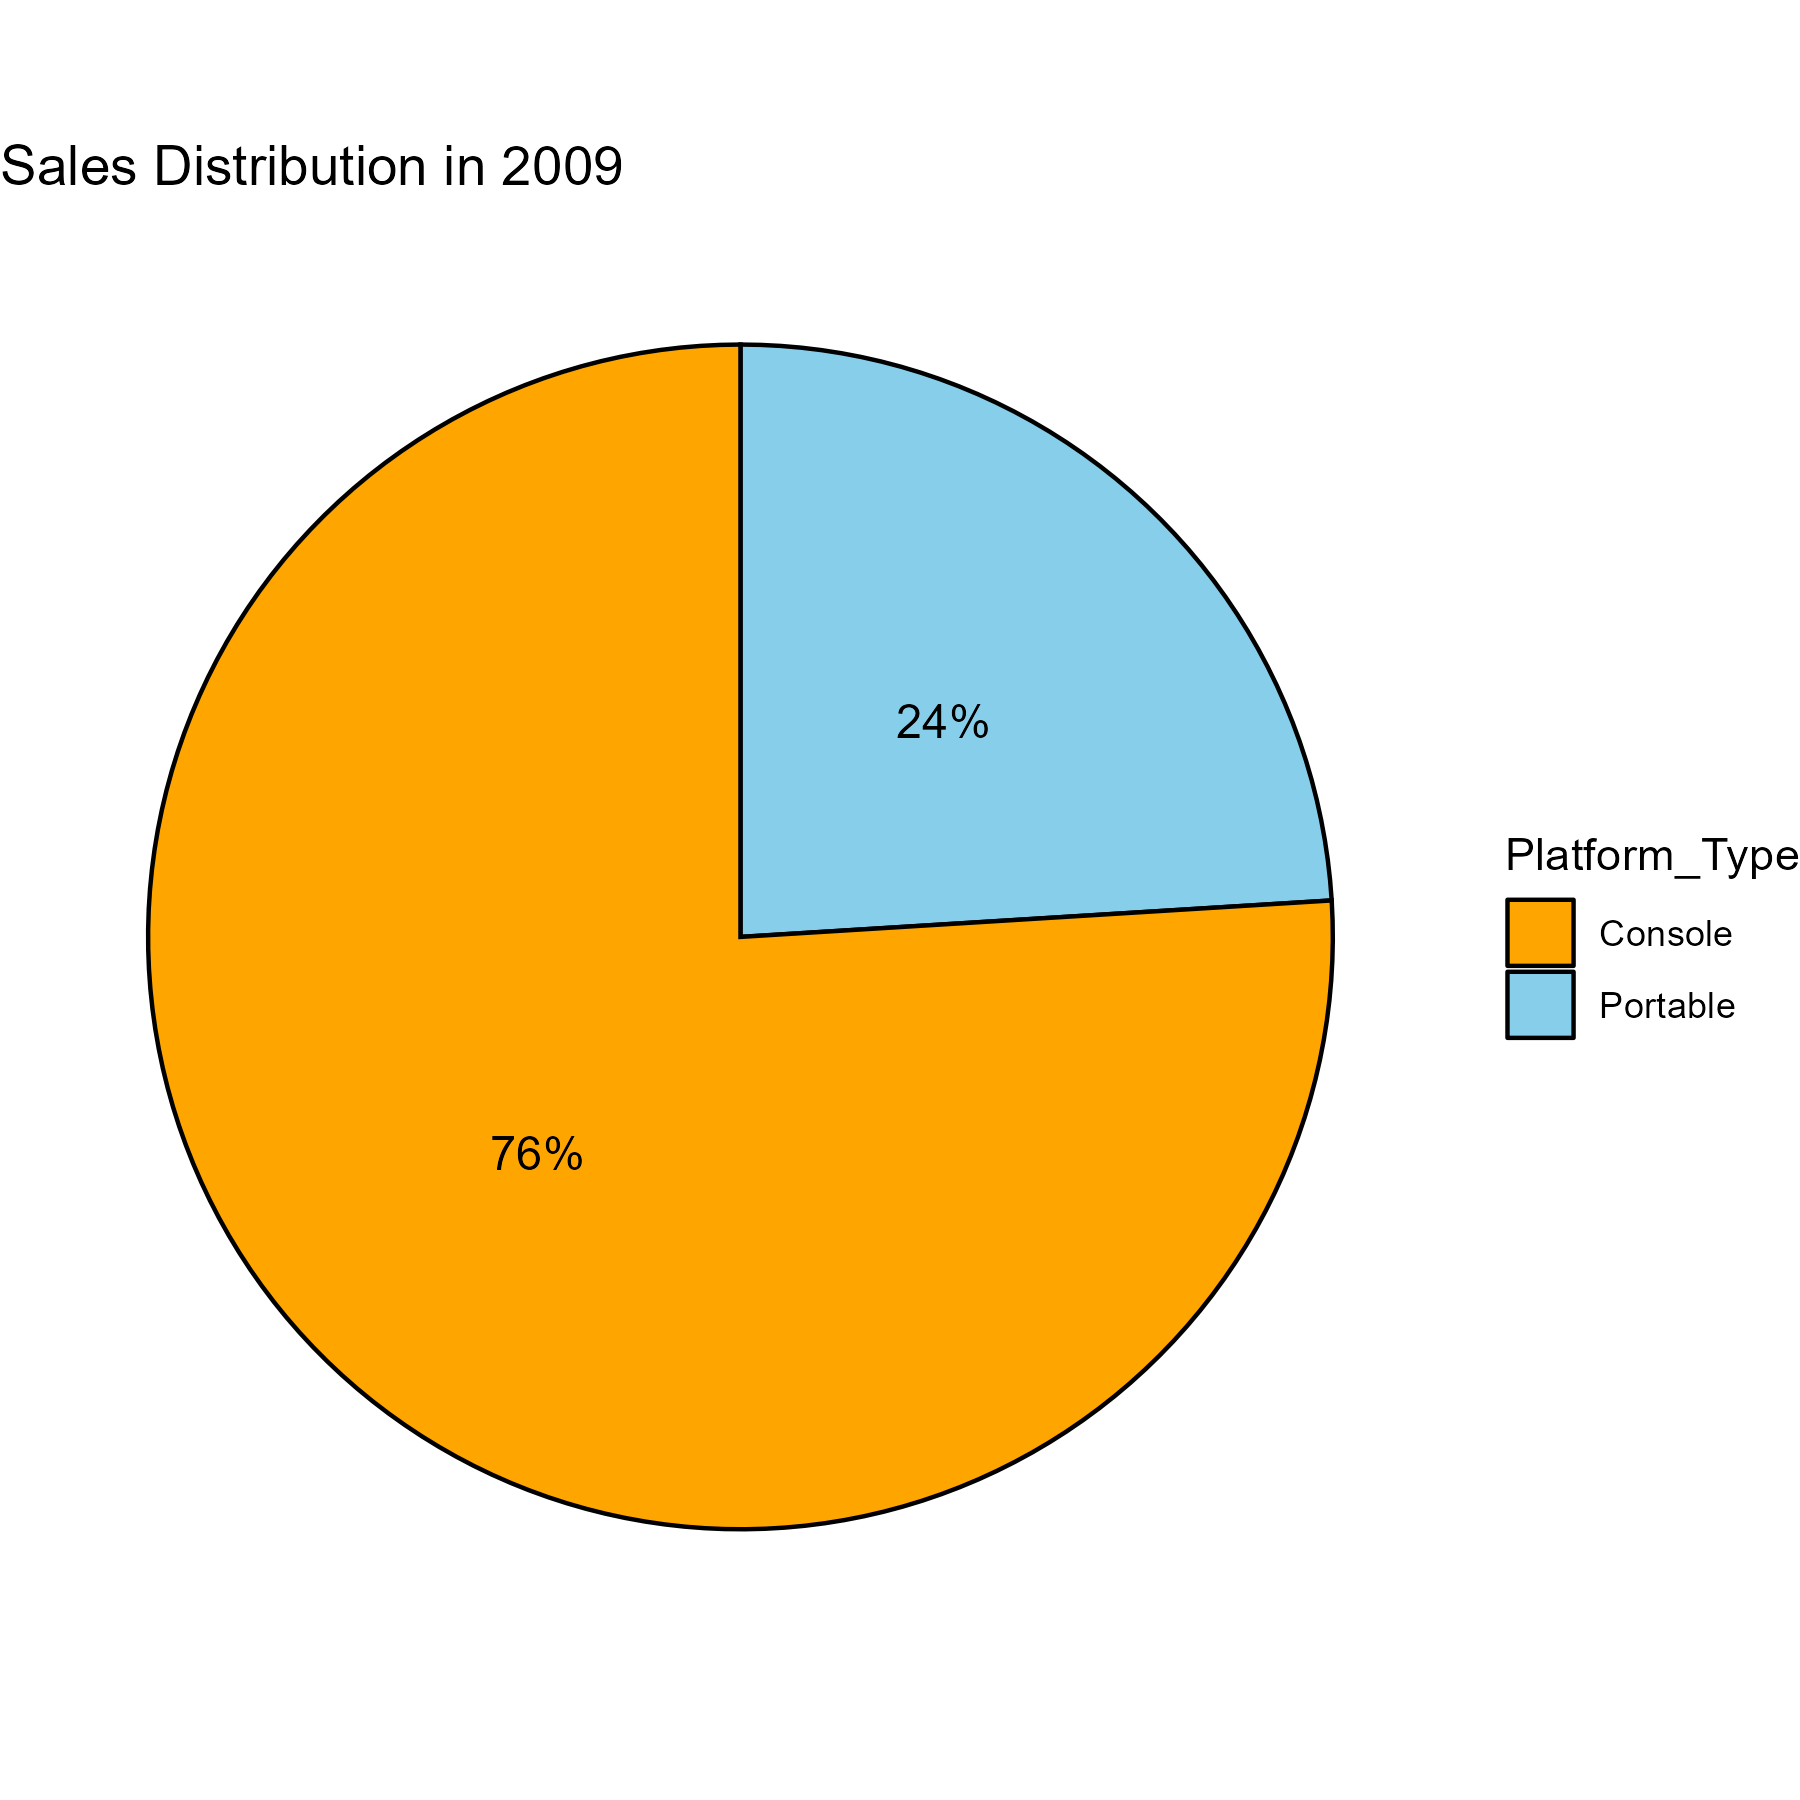 Sales Distribution in 2009
24%
76%
Platform_Type
Console
Portable